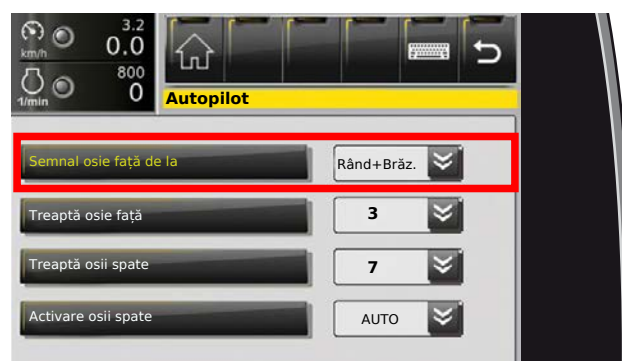 3.2
km/h 0.0
800
1/min 0
Autopilot
Semnal osie față de la Rând+Brăz.
Treaptă osie față 3
Treaptă osii spate 7
Activare osii spate AUTO